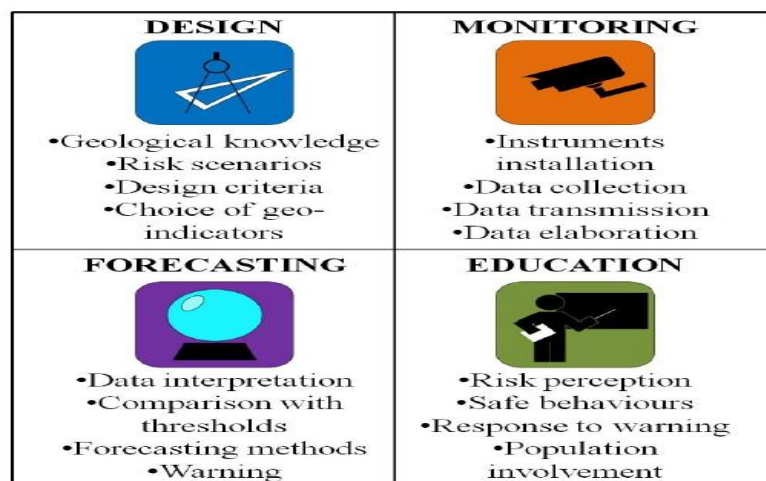 DESIGN
•Geological knowledge
•Risk scenarios
•Design criteria
•Choice of geo-
indicators
MONITORING
•Instruments
installation
•Data collection
•Data transmission
•Data elaboration
FORECASTING
•Data interpretation
•Comparison with
thresholds
•Forecasting methods
•Warning
EDUCATION
•Risk perception
•Safe behaviours
•Response to warning
•Population
involvement